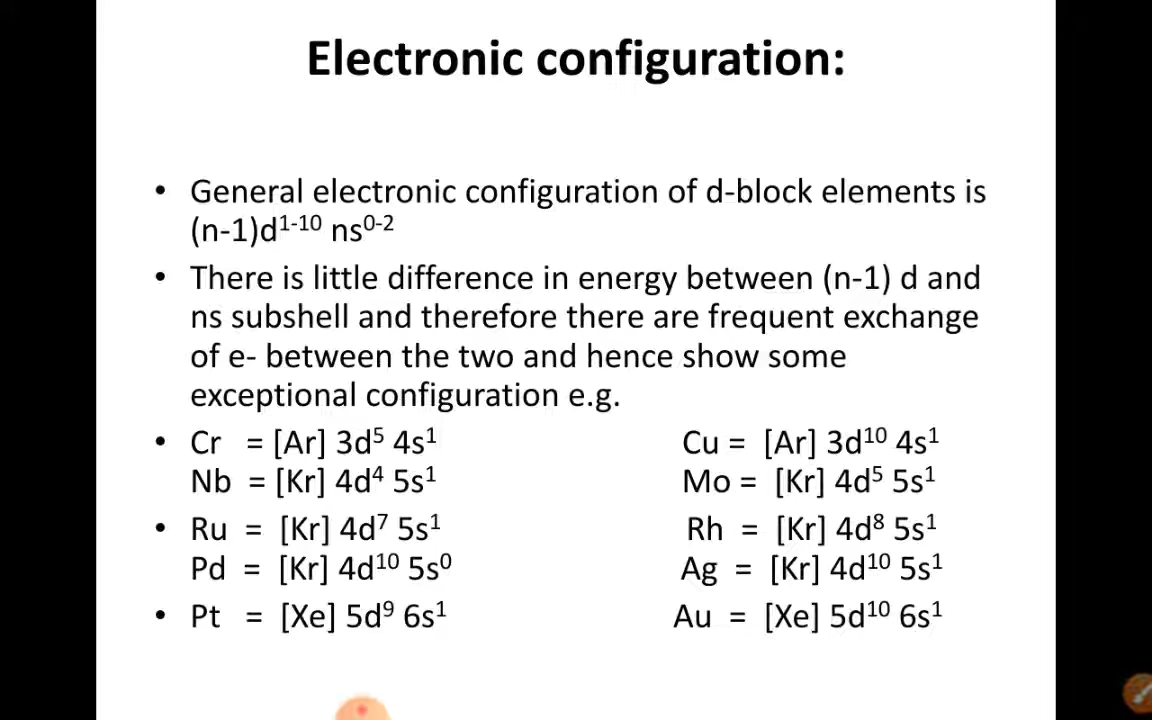 Electronic configuration:
• General electronic configuration of d-block elements is
(n-1)d¹⁻¹⁰ ns⁰⁻²
• There is little difference in energy between (n-1) d and
ns subshell and therefore there are frequent exchange
of e- between the two and hence show some
exceptional configuration e.g.
• Cr = [Ar] 3d⁵ 4s¹ Cu = [Ar] 3d¹⁰ 4s¹
Nb = [Kr] 4d⁴ 5s¹ Mo = [Kr] 4d⁵ 5s¹
• Ru = [Kr] 4d⁷ 5s¹ Rh = [Kr] 4d⁸ 5s¹
Pd = [Kr] 4d¹⁰ 5s⁰ Ag = [Kr] 4d¹⁰ 5s¹
• Pt = [Xe] 5d⁹ 6s¹ Au = [Xe] 5d¹⁰ 6s¹